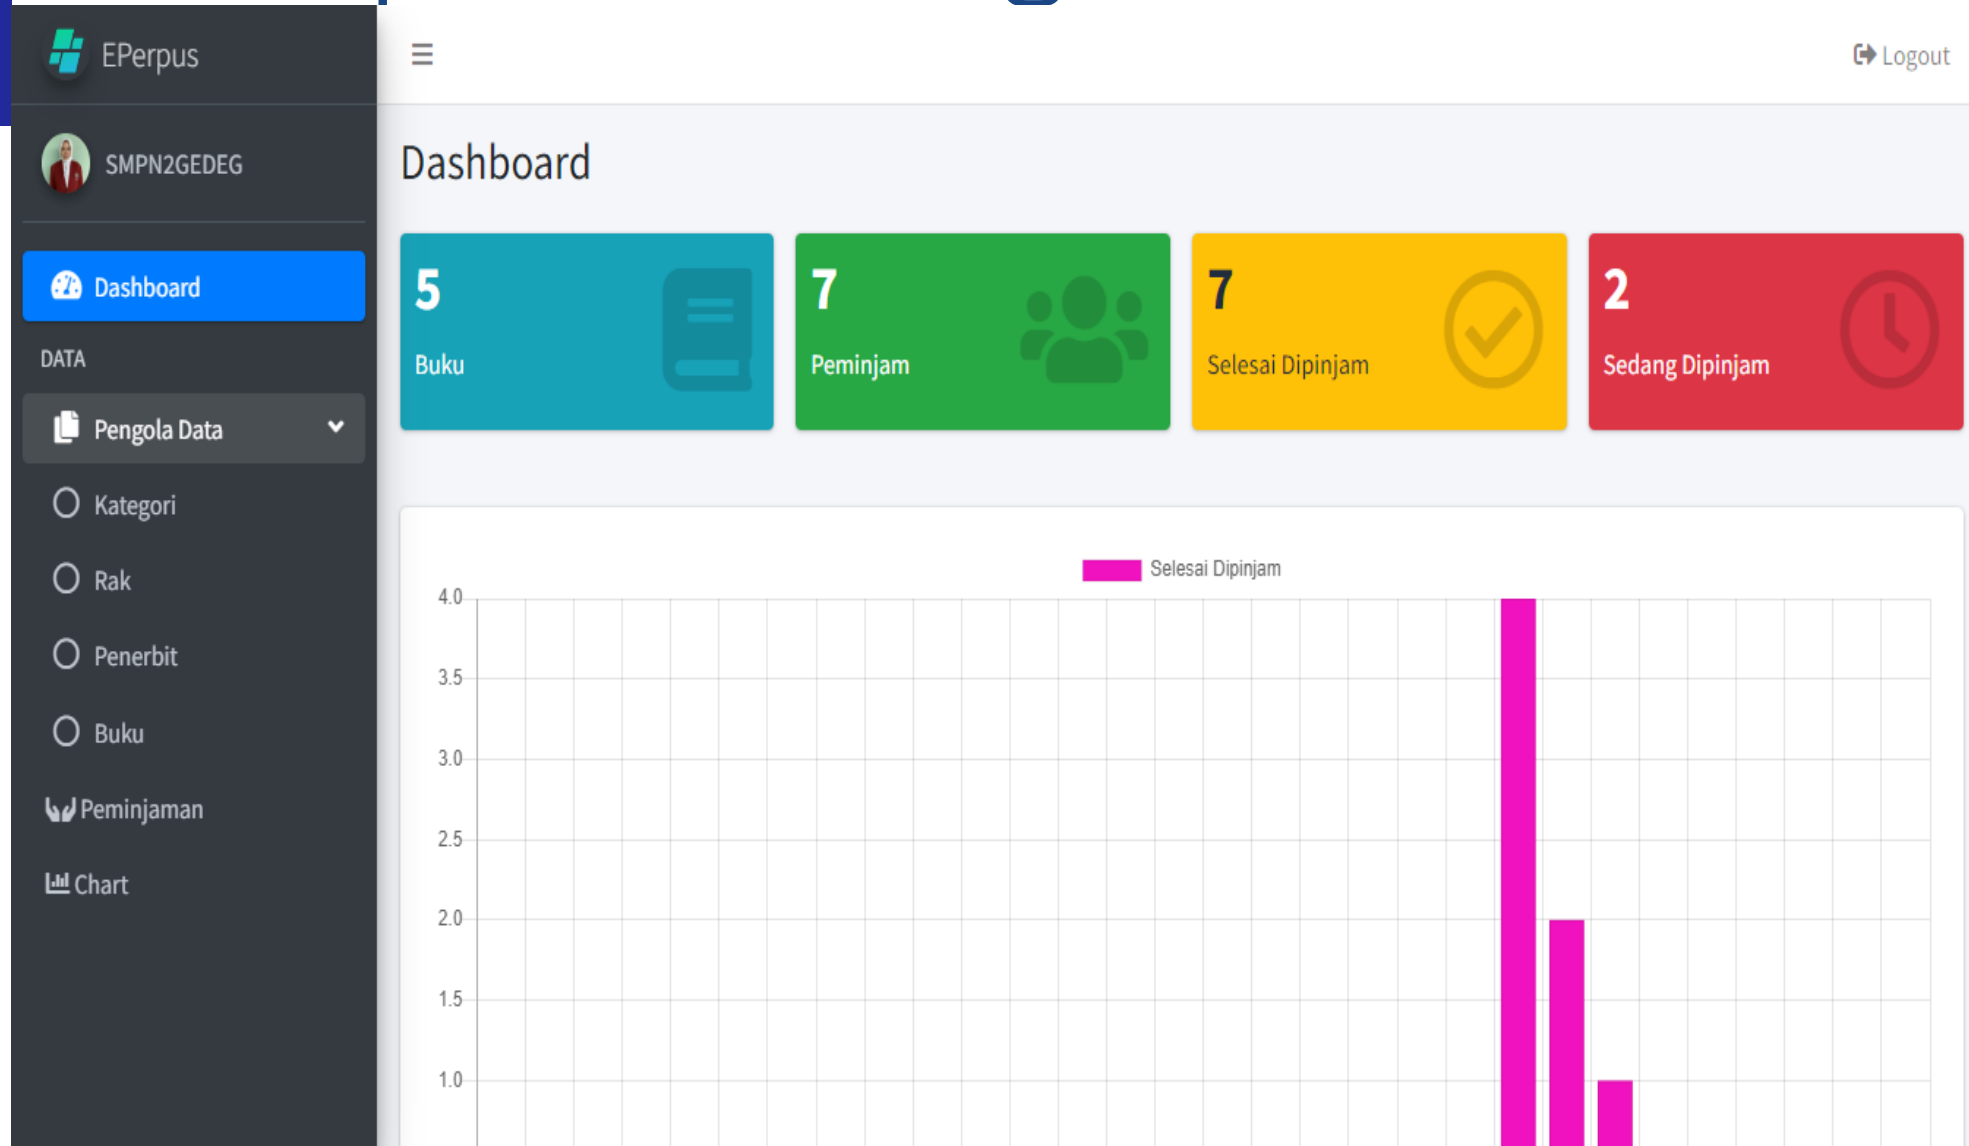 EPerpus
Logout
SMPN2GEDEG
Dashboard
Dashboard
DATA
Pengola Data
Kategori
Rak
Penerbit
Buku
Peminjaman
Chart
5
Buku
7
Peminjam
7
Selesai Dipinjam
2
Sedang Dipinjam
Selesai Dipinjam
4.0
3.5
3.0
2.5
2.0
1.5
1.0